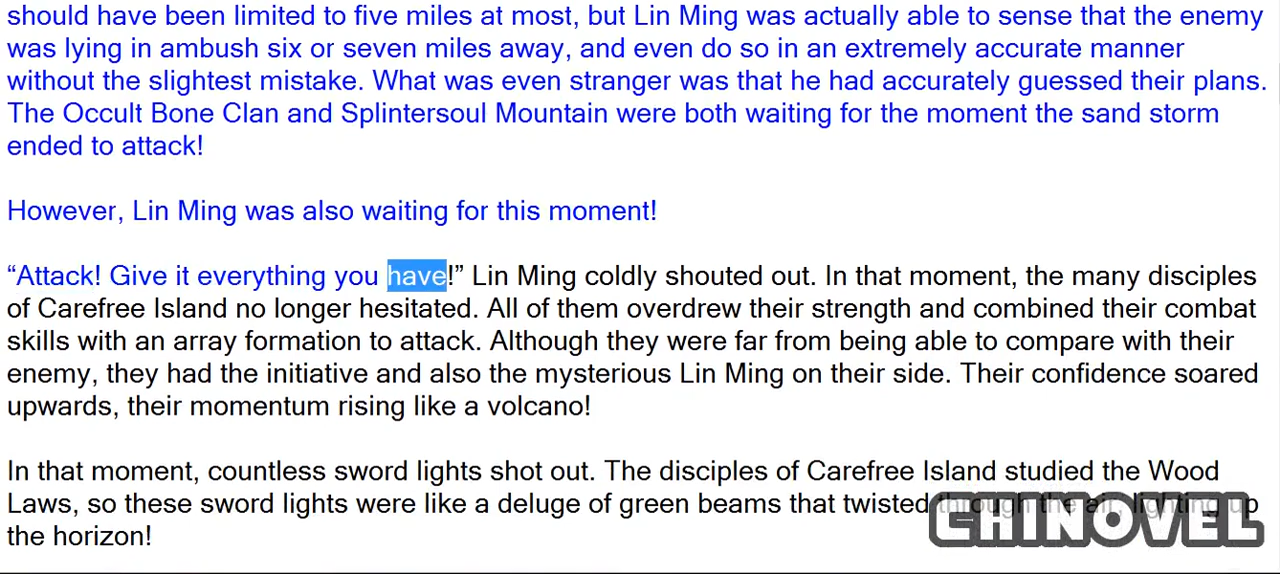 should have been limited to five miles at most, but Lin Ming was actually able to sense that the enemy
was lying in ambush six or seven miles away, and even do so in an extremely accurate manner
without the slightest mistake. What was even stranger was that he had accurately guessed their plans.
The Occult Bone Clan and Splintersoul Mountain were both waiting for the moment the sand storm
ended to attack!
However, Lin Ming was also waiting for this moment!
“Attack! Give it everything you have!” Lin Ming coldly shouted out. In that moment, the many disciples
of Carefree Island no longer hesitated. All of them overdrew their strength and combined their combat
skills with an array formation to attack. Although they were far from being able to compare with their
enemy, they had the initiative and also the mysterious Lin Ming on their side. Their confidence soared
upwards, their momentum rising like a volcano!
In that moment, countless sword lights shot out. The disciples of Carefree Island studied the Wood
Laws, so these sword lights were like a deluge of green beams that twisted through the air, lighting up
the horizon!
CHINOVEL